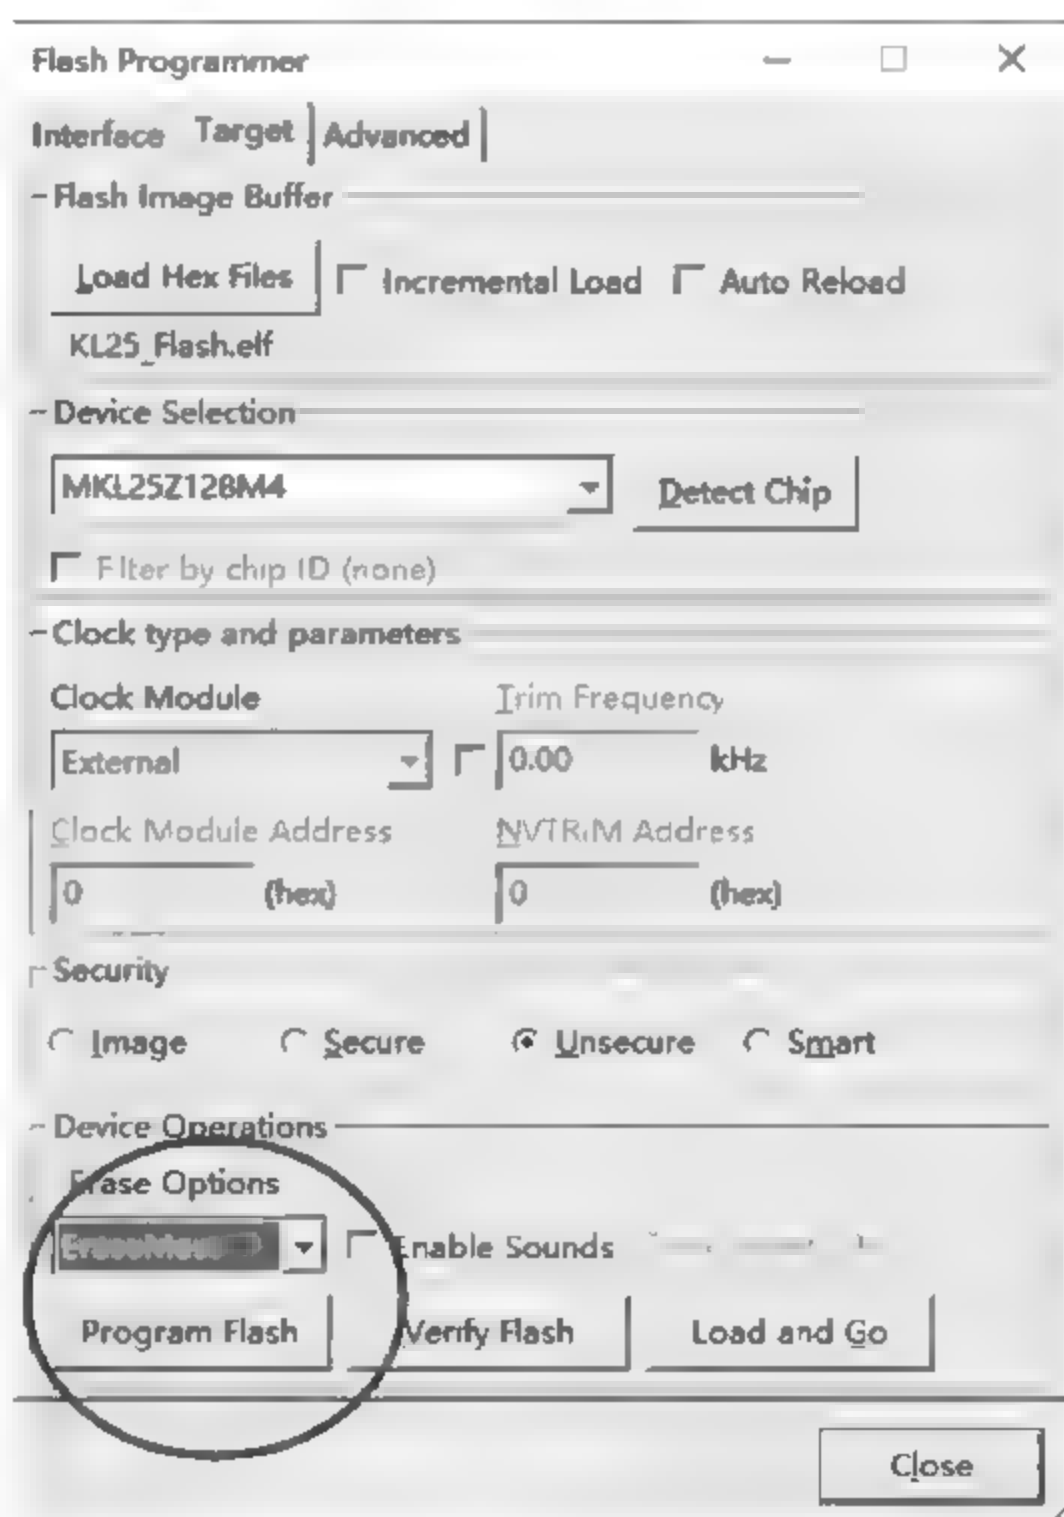 Flash Programmer
Interface Target Advanced
Flash Image Buffer
Load Hex Files Incremental Load Auto Reload
KL25_Flash.elf
Device Selection
MKL25Z128M4 Detect Chip
Filter by chip ID (none)
Clock type and parameters
Clock Module Trim Frequency
External 0.00 kHz
Clock Module Address NVTRIM Address
0 (hex) 0 (hex)
Security
Image Secure Unsecure Smart
Device Operations
Erase Options
Enable Sounds
Program Flash Verify Flash Load and Go
Close